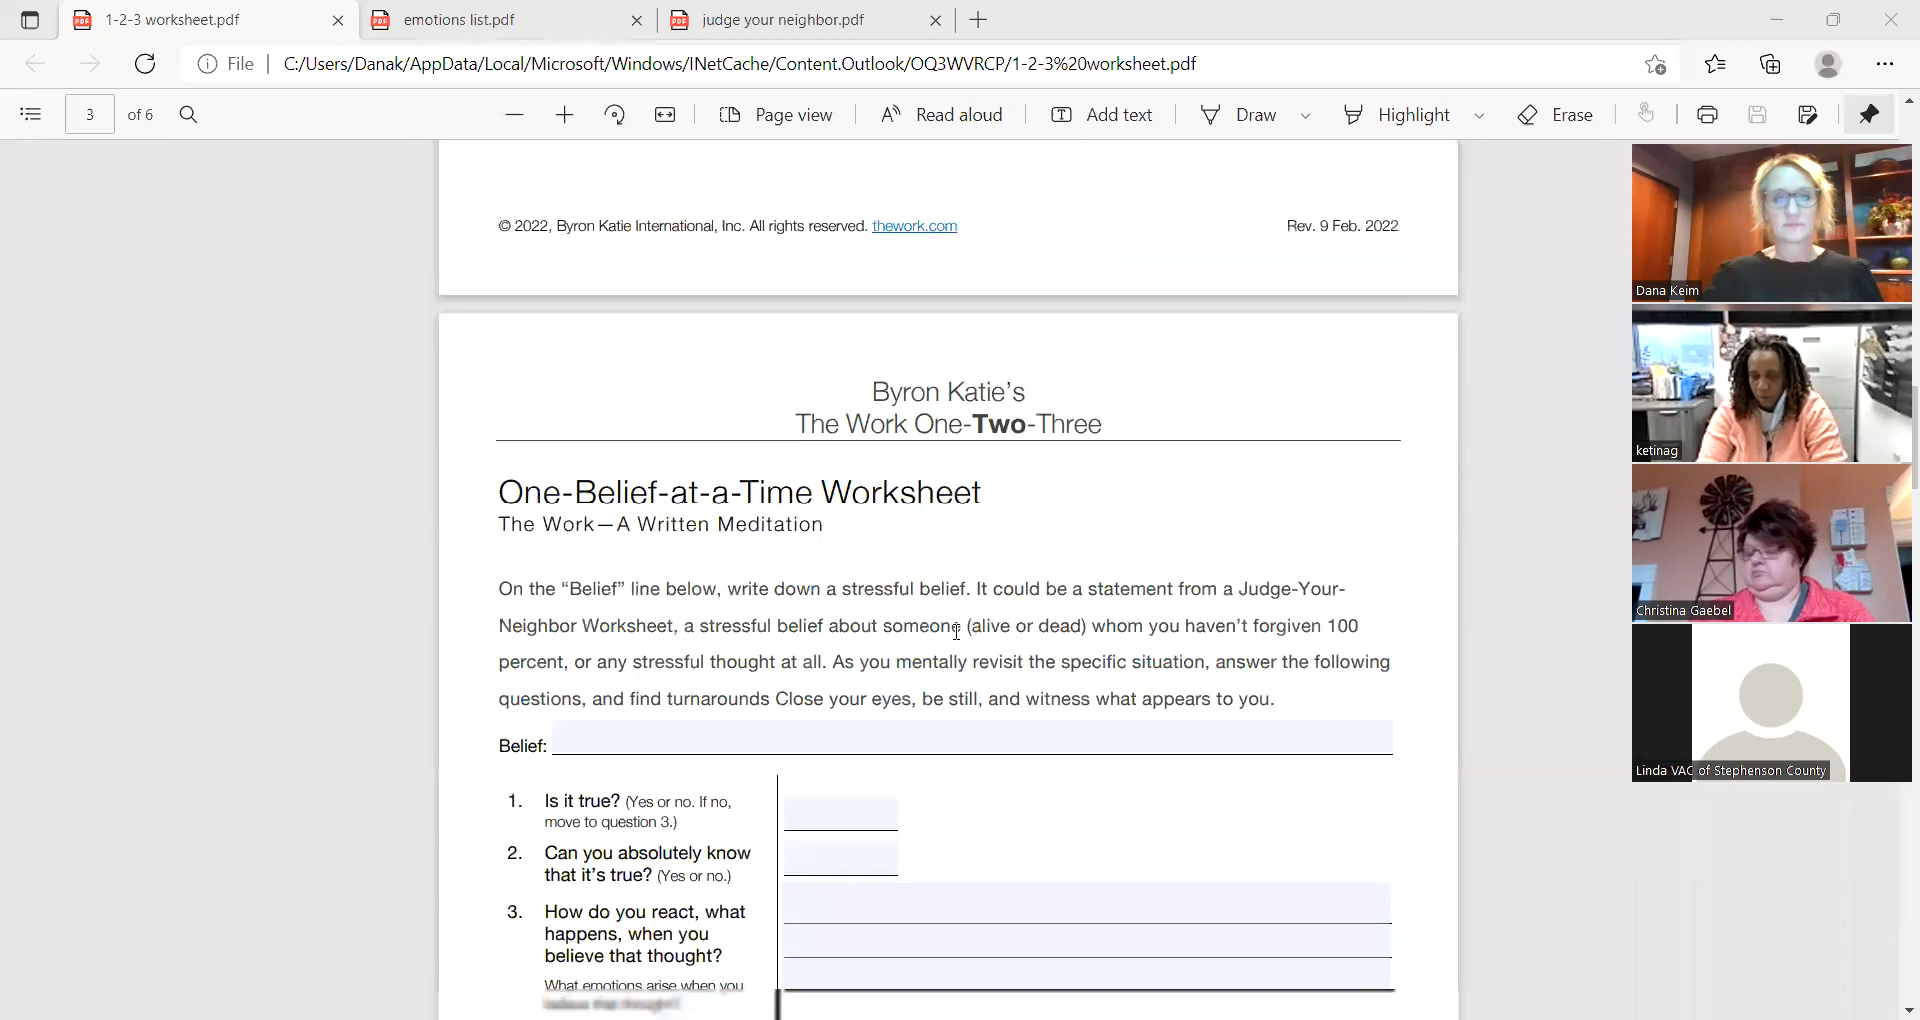 1-2-3 worksheet.pdf
emotions list.pdf
judge your neighbor.pdf
File
C:/Users/Danak/AppData/Local/Microsoft/Windows/INetCache/Content.Outlook/OQ3WVRCP/1-2-3%20worksheet.pdf
3 of 6
Page view
Read aloud
Add text
Draw
Highlight
Erase
© 2022, Byron Katie International, Inc. All rights reserved. thework.com
Rev. 9 Feb. 2022
Byron Katie’s
The Work One-Two-Three
One-Belief-at-a-Time Worksheet
The Work—A Written Meditation
On the “Belief” line below, write down a stressful belief. It could be a statement from a Judge-Your-
Neighbor Worksheet, a stressful belief about someone (alive or dead) whom you haven’t forgiven 100
percent, or any stressful thought at all. As you mentally revisit the specific situation, answer the following
questions, and find turnarounds Close your eyes, be still, and witness what appears to you.
Belief:
1. Is it true? (Yes or no. If no,
move to question 3.)
2. Can you absolutely know
that it’s true? (Yes or no.)
3. How do you react, what
happens, when you
believe that thought?
What emotions arise when you
Dana Keim
ketinag
Christina Gaebel
Linda VAC of Stephenson County